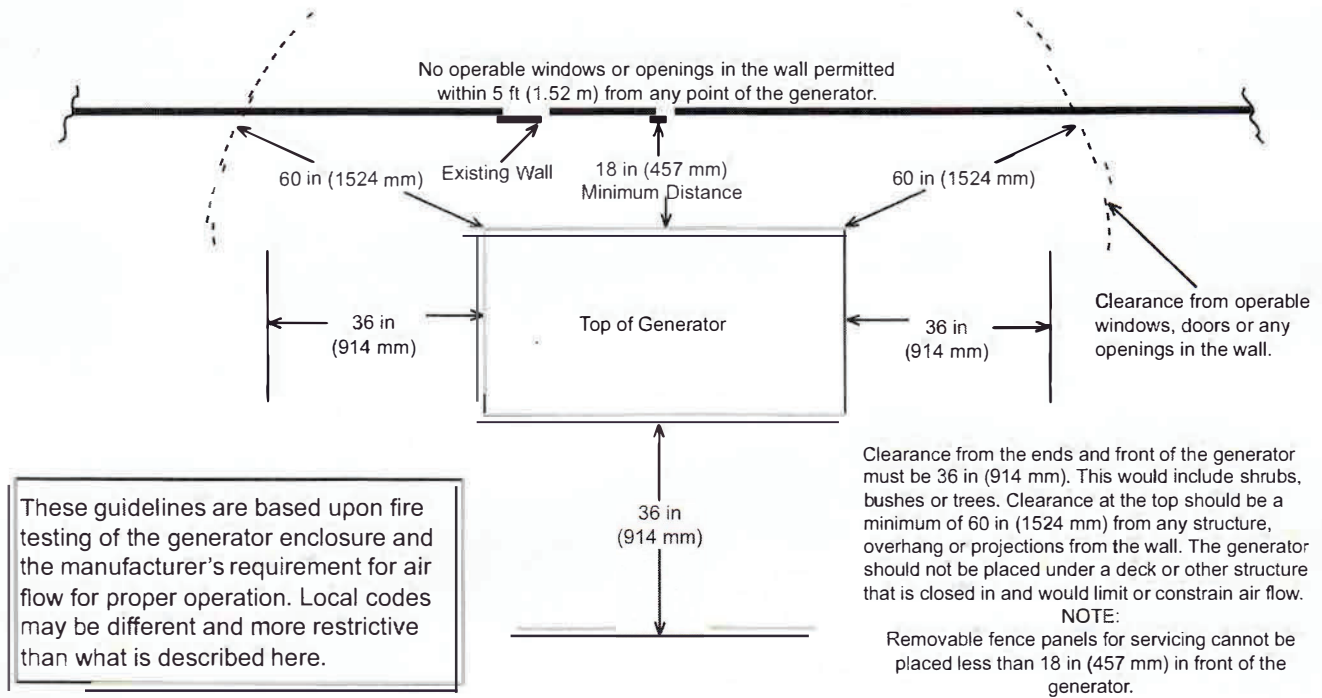 No operable windows or openings in the wall permitted
within 5 ft (1.52 m) from any point of the generator.
60 in (1524 mm)
Existing Wall
18 in (457 mm)
Minimum Distance
60 in (1524 mm)
36 in
(914 mm)
Top of Generator
36 in
(914 mm)
Clearance from operable
windows, doors or any
openings in the wall.
36 in
(914 mm)
These guidelines are based upon fire
testing of the generator enclosure and
the manufacturer's requirement for air
flow for proper operation. Local codes
may be different and more restrictive
than what is described here.
Clearance from the ends and front of the generator
must be 36 in (914 mm). This would include shrubs,
bushes or trees. Clearance at the top should be a
minimum of 60 in (1524 mm) from any structure,
overhang or projections from the wall. The generator
should not be placed under a deck or other structure
that is closed in and would limit or constrain air flow.
NOTE:
Removable fence panels for servicing cannot be
placed less than 18 in (457 mm) in front of the
generator.